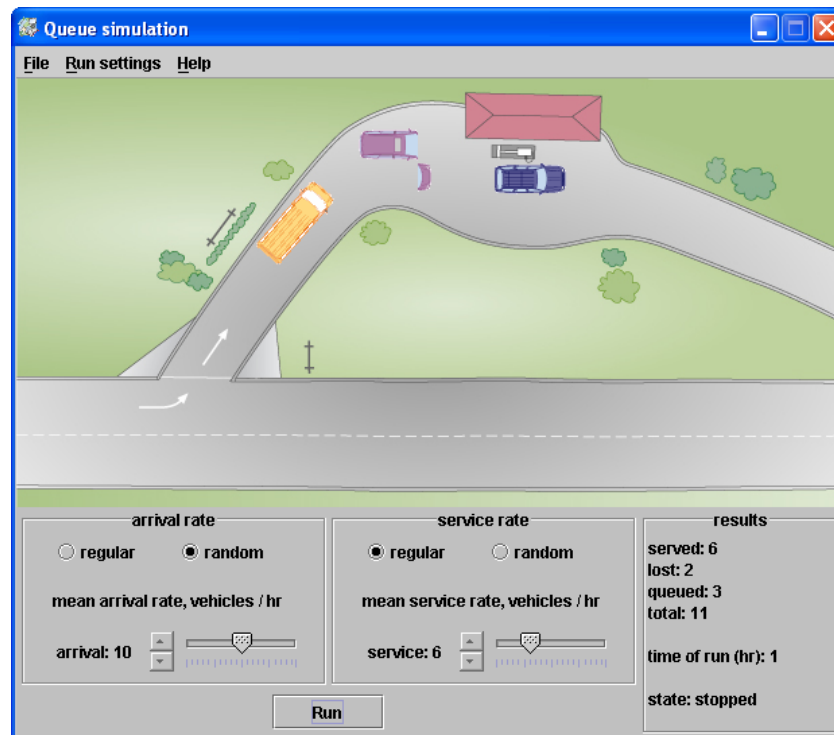 Queue simulation
File Run settings Help
arrival rate
regular random
mean arrival rate, vehicles / hr
arrival: 10
service rate
regular random
mean service rate, vehicles / hr
service: 6
results
served: 6
lost: 2
queued: 3
total: 11
time of run (hr): 1
state: stopped
Run